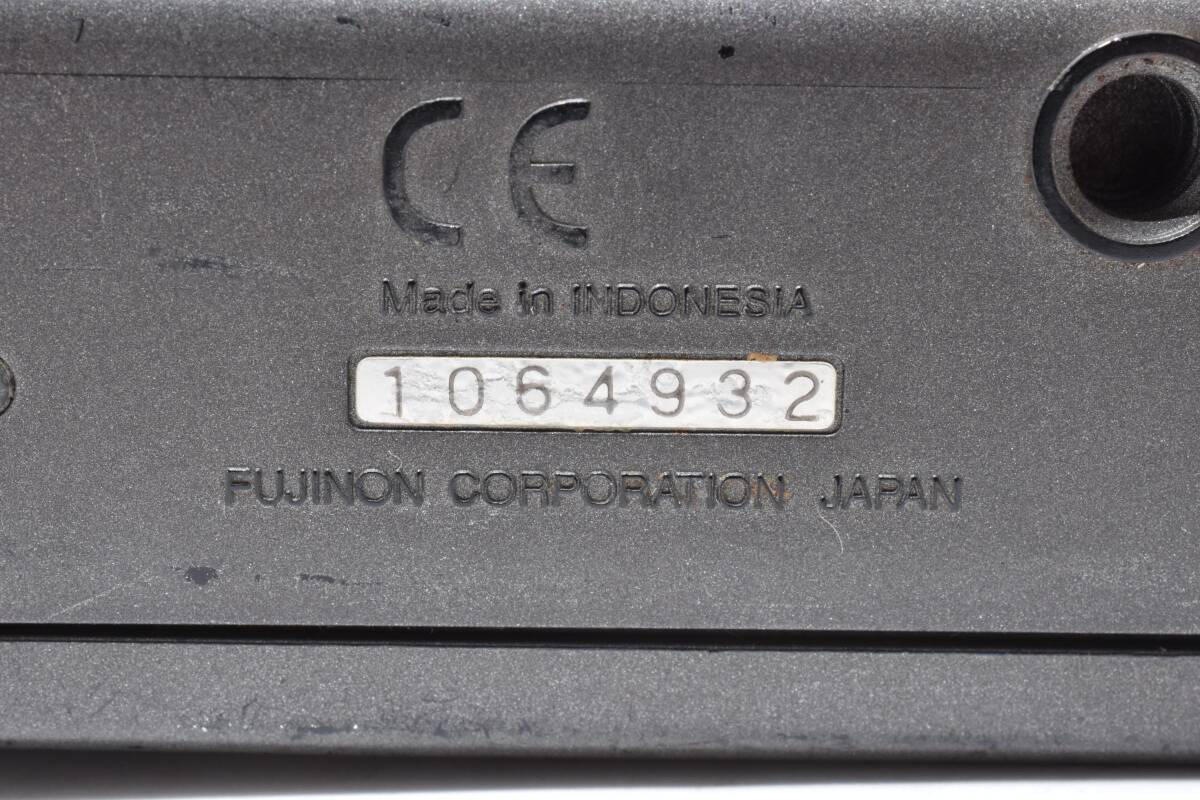 CE
Made in INDONESIA
1064932
FUJINON CORPORATION JAPAN